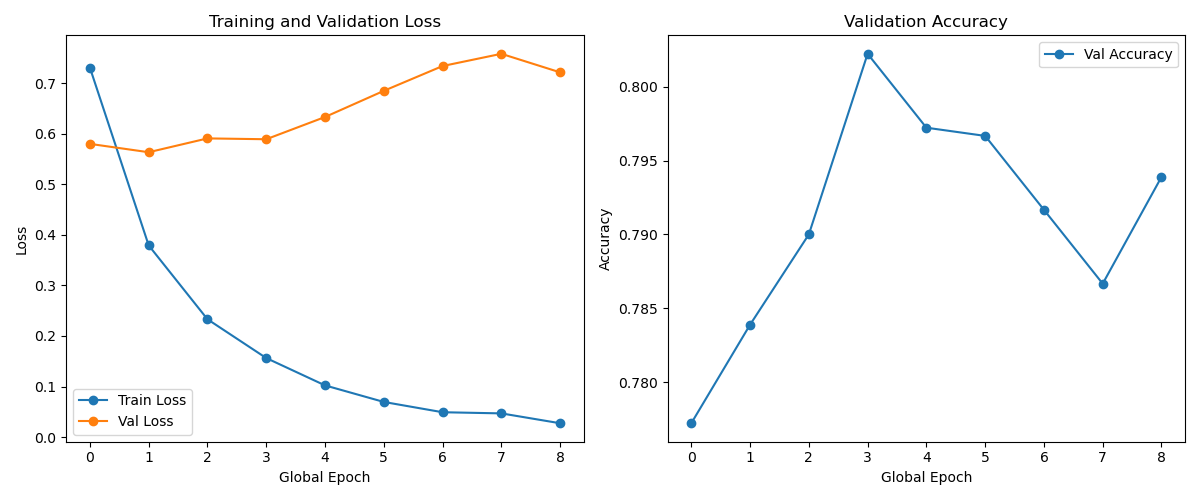 Training and Validation Loss
Loss
0.7
0.6
0.5
0.4
0.3
0.2
0.1
0.0
Train Loss
Val Loss
0 1 2 3 4 5 6 7 8
Global Epoch
Validation Accuracy
Accuracy
0.800
0.795
0.790
0.785
0.780
Val Accuracy
0 1 2 3 4 5 6 7 8
Global Epoch